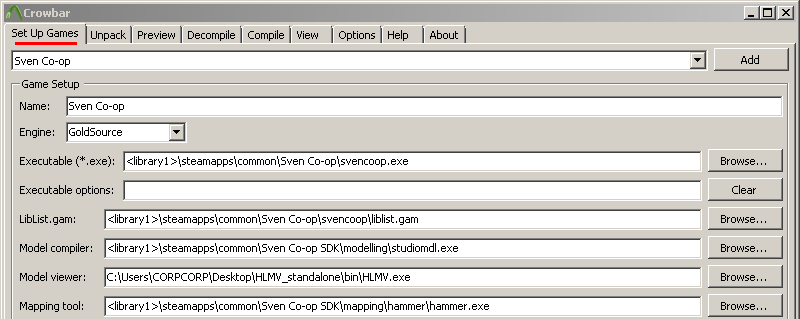 Crowbar
Set Up Games Unpack Preview Decompile Compile View Options Help About
Sven Co-op Add
Game Setup
Name: Sven Co-op
Engine: GoldSource
Executable (*.exe): <library1>\steamapps\common\Sven Co-op\svencoop.exe Browse...
Executable options: Clear
LibList.gam: <library1>\steamapps\common\Sven Co-op\svencoop\liblist.gam Browse...
Model compiler: <library1>\steamapps\common\Sven Co-op SDK\modelling\studiomdl.exe Browse...
Model viewer: C:\Users\CORPCORP\Desktop\HLMV_standalone\bin\HLMV.exe Browse...
Mapping tool: <library1>\steamapps\common\Sven Co-op SDK\mapping\hammer\hammer.exe Browse...